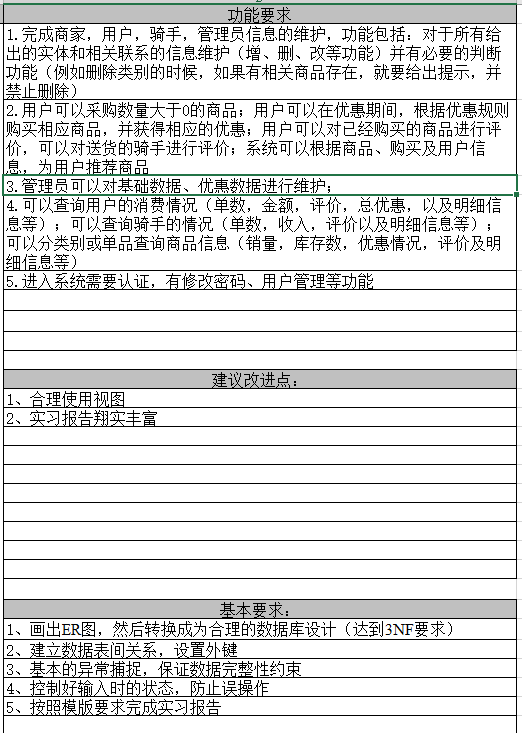 功能要求
1.完成商家，用户，骑手，管理员信息的维护，功能包括：对于所有给
出的实体和相关联系的信息维护（增、删、改等功能）并有必要的判断
功能（例如删除类别的时候，如果有相关商品存在，就要给出提示，并
禁止删除）
2.用户可以采购数量大于0的商品；用户可以在优惠期间，根据优惠规则
购买相应商品，并获得相应的优惠；用户可以对已经购买的商品进行评
价，可以对送货的骑手进行评价；系统可以根据商品、购买及用户信
息，为用户推荐商品
3.管理员可以对基础数据、优惠数据进行维护；
4.可以查询用户的消费情况（单数，金额，评价，总优惠，以及明细信
息等）；可以查询骑手的情况（单数，收入，评价以及明细信息等）；
可以分类别或单品查询商品信息（销量，库存数，优惠情况，评价及明
细信息等）
5.进入系统需要认证，有修改密码、用户管理等功能
建议改进点：
1、合理使用视图
2、实习报告翔实丰富
基本要求：
1、画出ER图，然后转换成为合理的数据库设计（达到3NF要求）
2、建立数据表间关系，设置外键
3、基本的异常捕捉，保证数据完整性约束
4、控制好输入时的状态，防止误操作
5、按照模版要求完成实习报告